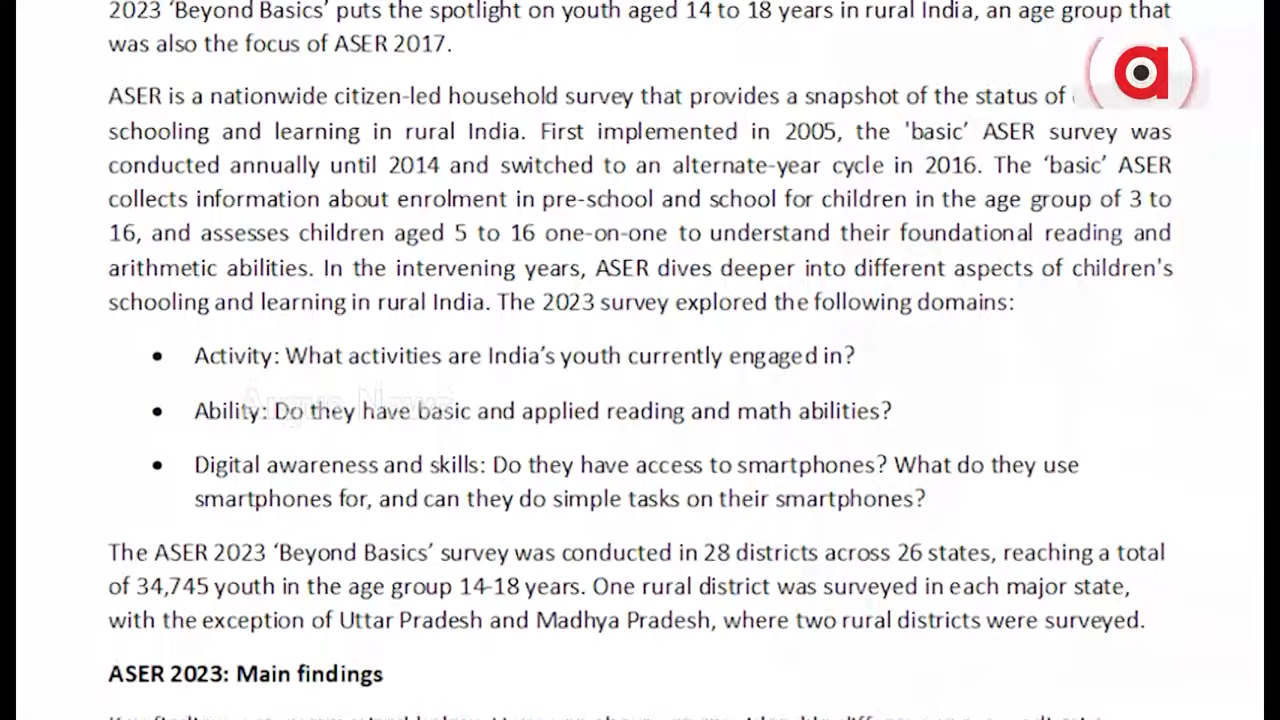 2023 ‘Beyond Basics’ puts the spotlight on youth aged 14 to 18 years in rural India, an age group that
was also the focus of ASER 2017.
ASER is a nationwide citizen-led household survey that provides a snapshot of the status of
schooling and learning in rural India. First implemented in 2005, the 'basic’ ASER survey was
conducted annually until 2014 and switched to an alternate-year cycle in 2016. The ‘basic’ ASER
collects information about enrolment in pre-school and school for children in the age group of 3 to
16, and assesses children aged 5 to 16 one-on-one to understand their foundational reading and
arithmetic abilities. In the intervening years, ASER dives deeper into different aspects of children's
schooling and learning in rural India. The 2023 survey explored the following domains:
• Activity: What activities are India’s youth currently engaged in?
• Ability: Do they have basic and applied reading and math abilities?
• Digital awareness and skills: Do they have access to smartphones? What do they use
smartphones for, and can they do simple tasks on their smartphones?
The ASER 2023 ‘Beyond Basics’ survey was conducted in 28 districts across 26 states, reaching a total
of 34,745 youth in the age group 14-18 years. One rural district was surveyed in each major state,
with the exception of Uttar Pradesh and Madhya Pradesh, where two rural districts were surveyed.
ASER 2023: Main findings